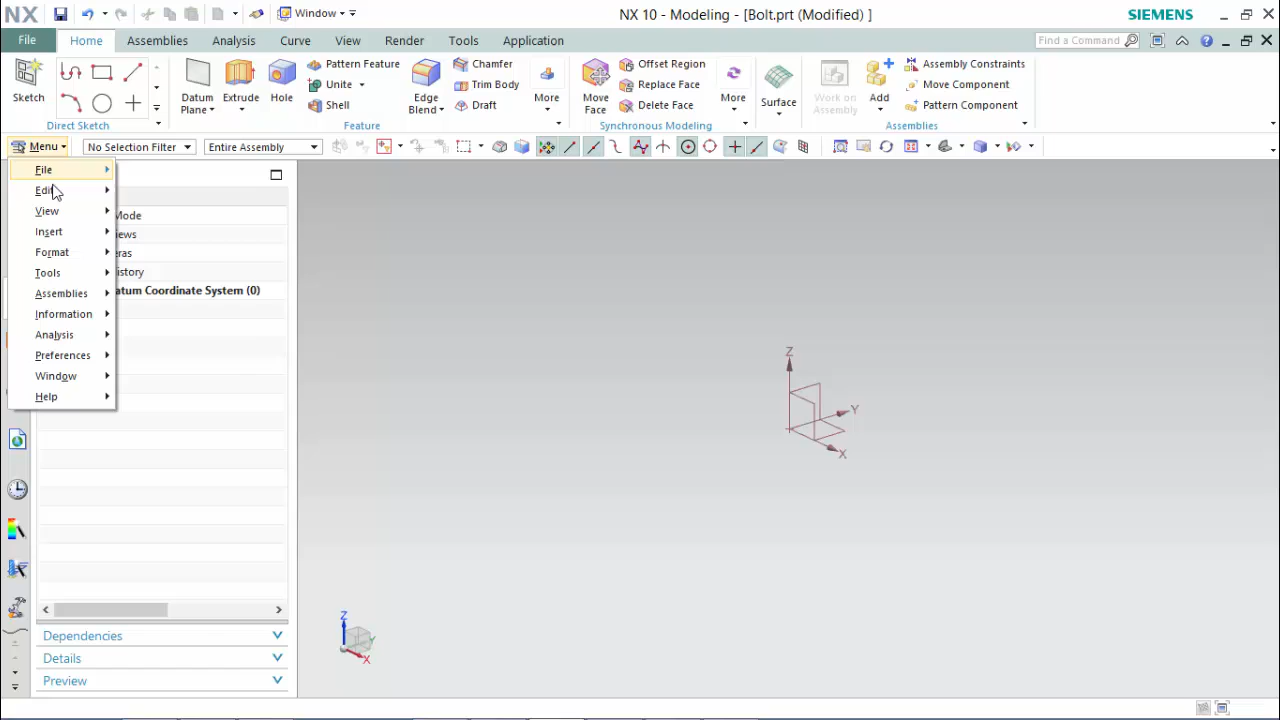 NX Window NX 10 - Modeling - [Bolt.prt (Modified) ] SIEMENS
File Home Assemblies Analysis Curve View Render Tools Application Find a Command
Sketch
Direct Sketch
Datum Plane
Extrude
Hole
Pattern Feature
Unite
Shell
Edge Blend
Chamfer
Trim Body
Draft
More
Feature
Move Face
Offset Region
Replace Face
Delete Face
More
Synchronous Modeling
Surface
Work on Assembly
Add
Assembly Constraints
Move Component
Pattern Component
Assemblies
Menu No Selection Filter Entire Assembly
File
Edit
View
Insert
Format
Tools
Assemblies
Information
Analysis
Preferences
Window
Help
Mode
iews
eras
istory
atum Coordinate System (0)
Z
Y
X
Z
Y
X
Dependencies
Details
Preview